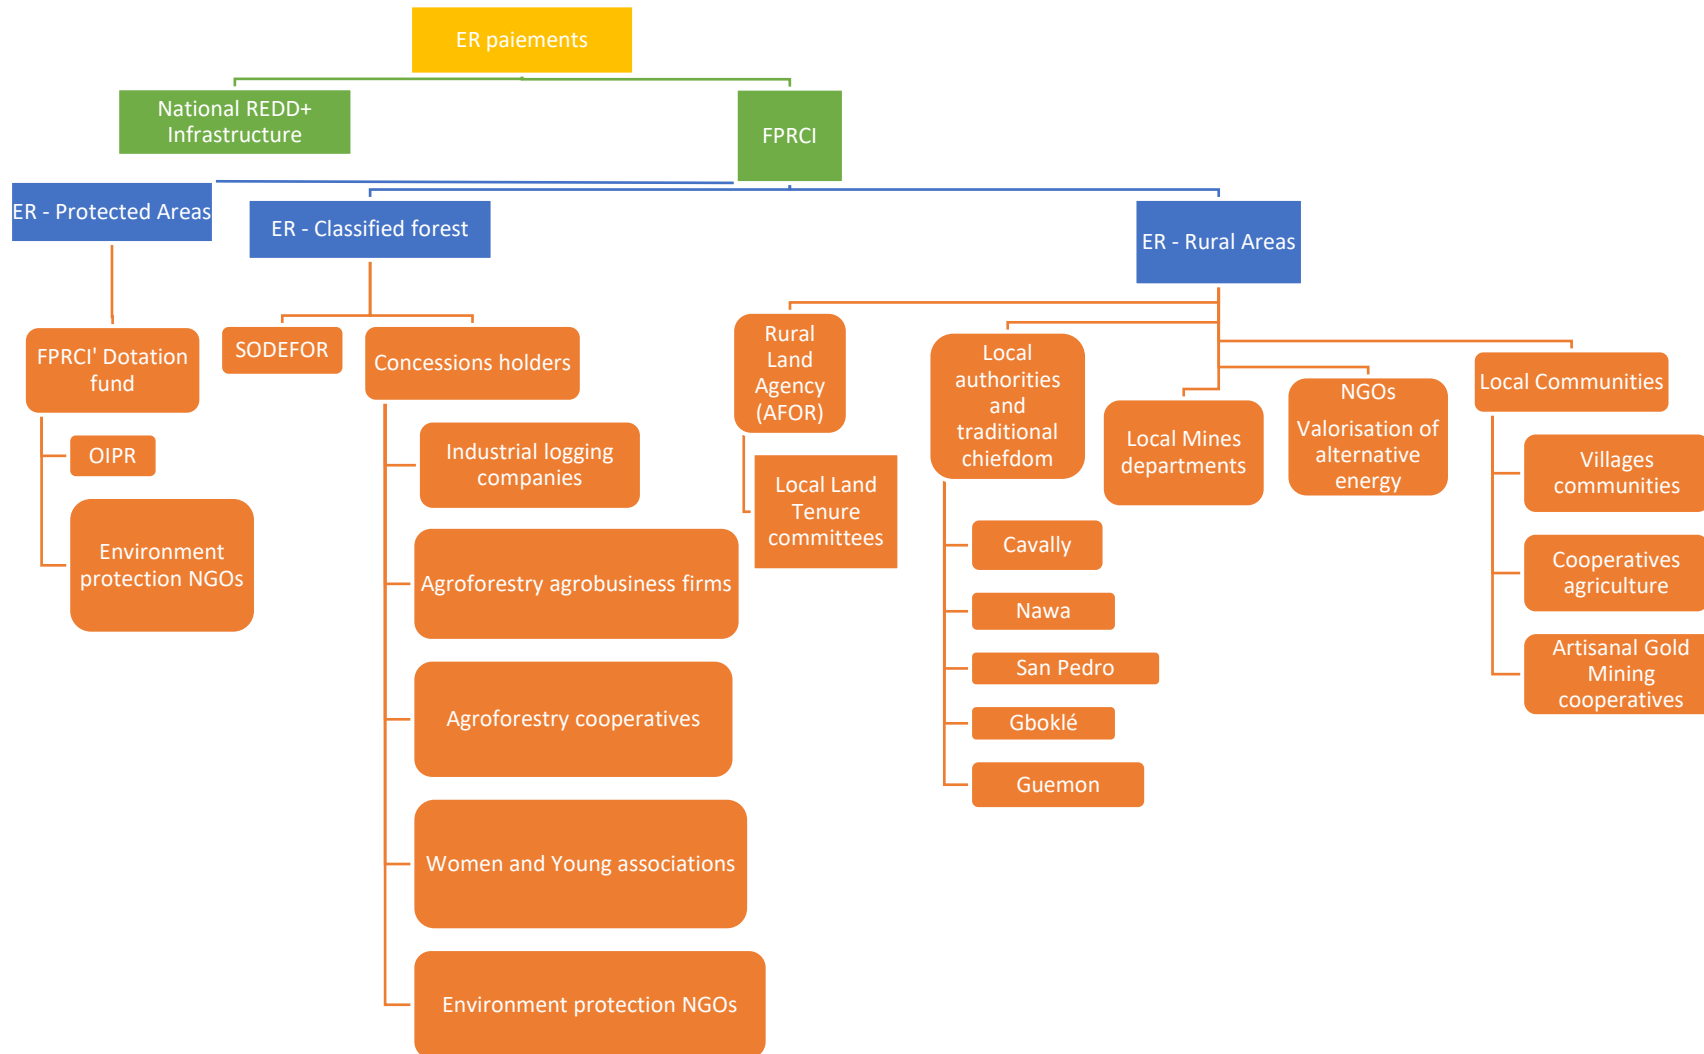 ER paiements
National REDD+
Infrastructure
FPRCI
ER - Protected Areas
ER - Classified forest
ER - Rural Areas
FPRCI' Dotation
fund
OIPR
Environment
protection NGOs
SODEFOR
Concessions holders
Industrial logging
companies
Agroforestry agrobusiness firms
Agroforestry cooperatives
Women and Young associations
Environment protection NGOs
Rural
Land
Agency
(AFOR)
Local Land
Tenure
committees
Local
authorities
and
traditional
chiefdom
Cavally
Nawa
San Pedro
Gboklé
Guemon
Local Mines
departments
NGOs
Valorisation of
alternative
energy
Local Communities
Villages
communities
Cooperatives
agriculture
Artisanal Gold
Mining
cooperatives